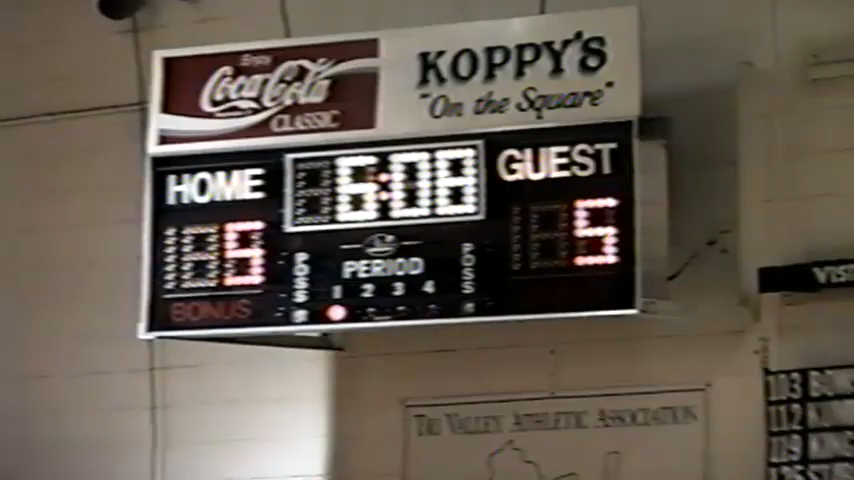 Enjoy
Coca-Cola
CLASSIC
KOPPY'S
"On the Square"
HOME 6:08 GUEST
5 5
POSS PERIOD POSS
1 2 3 4
BONUS
VIS
TRI VALLEY ATHLETIC ASSOCIATION
103
112
119